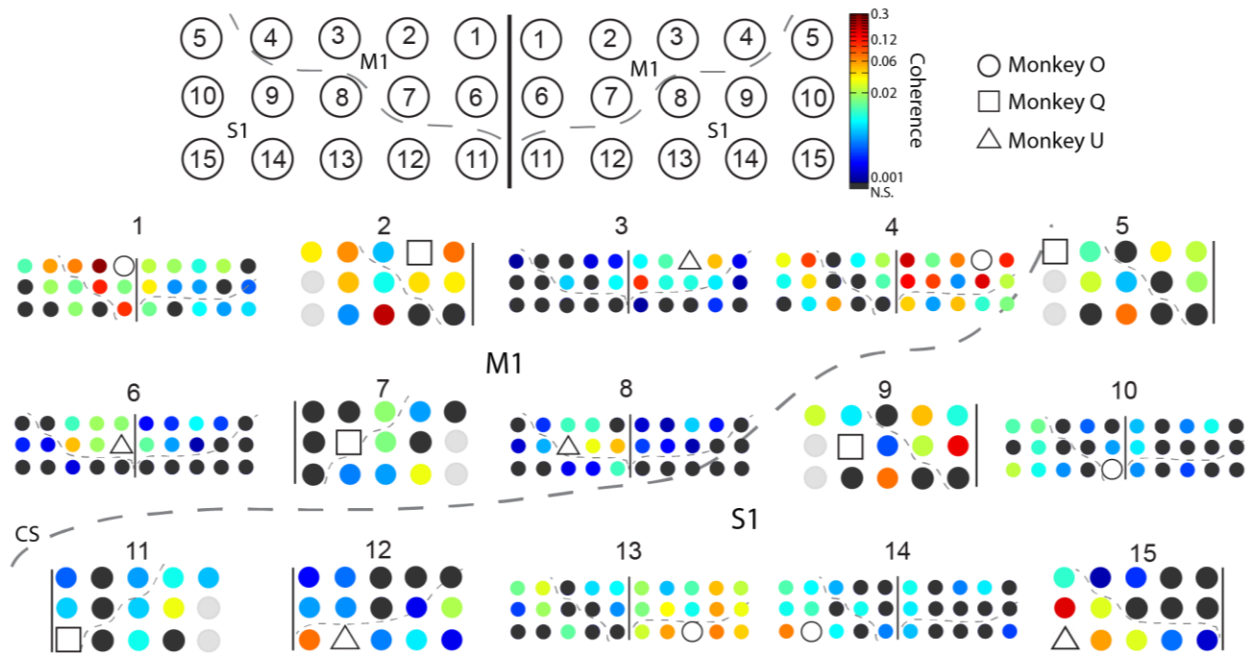 5 4 3 2 1 1 2 3 4 5
M1 M1
10 9 8 7 6 6 7 8 9 10
S1 S1
15 14 13 12 11 11 12 13 14 15
0.3
0.12
0.06
0.02
0.001
N.S.
Coherence
Monkey O
Monkey Q
Monkey U
1 2 3 4 5
M1
6 7 8 9 10
S1
CS
11 12 13 14 15